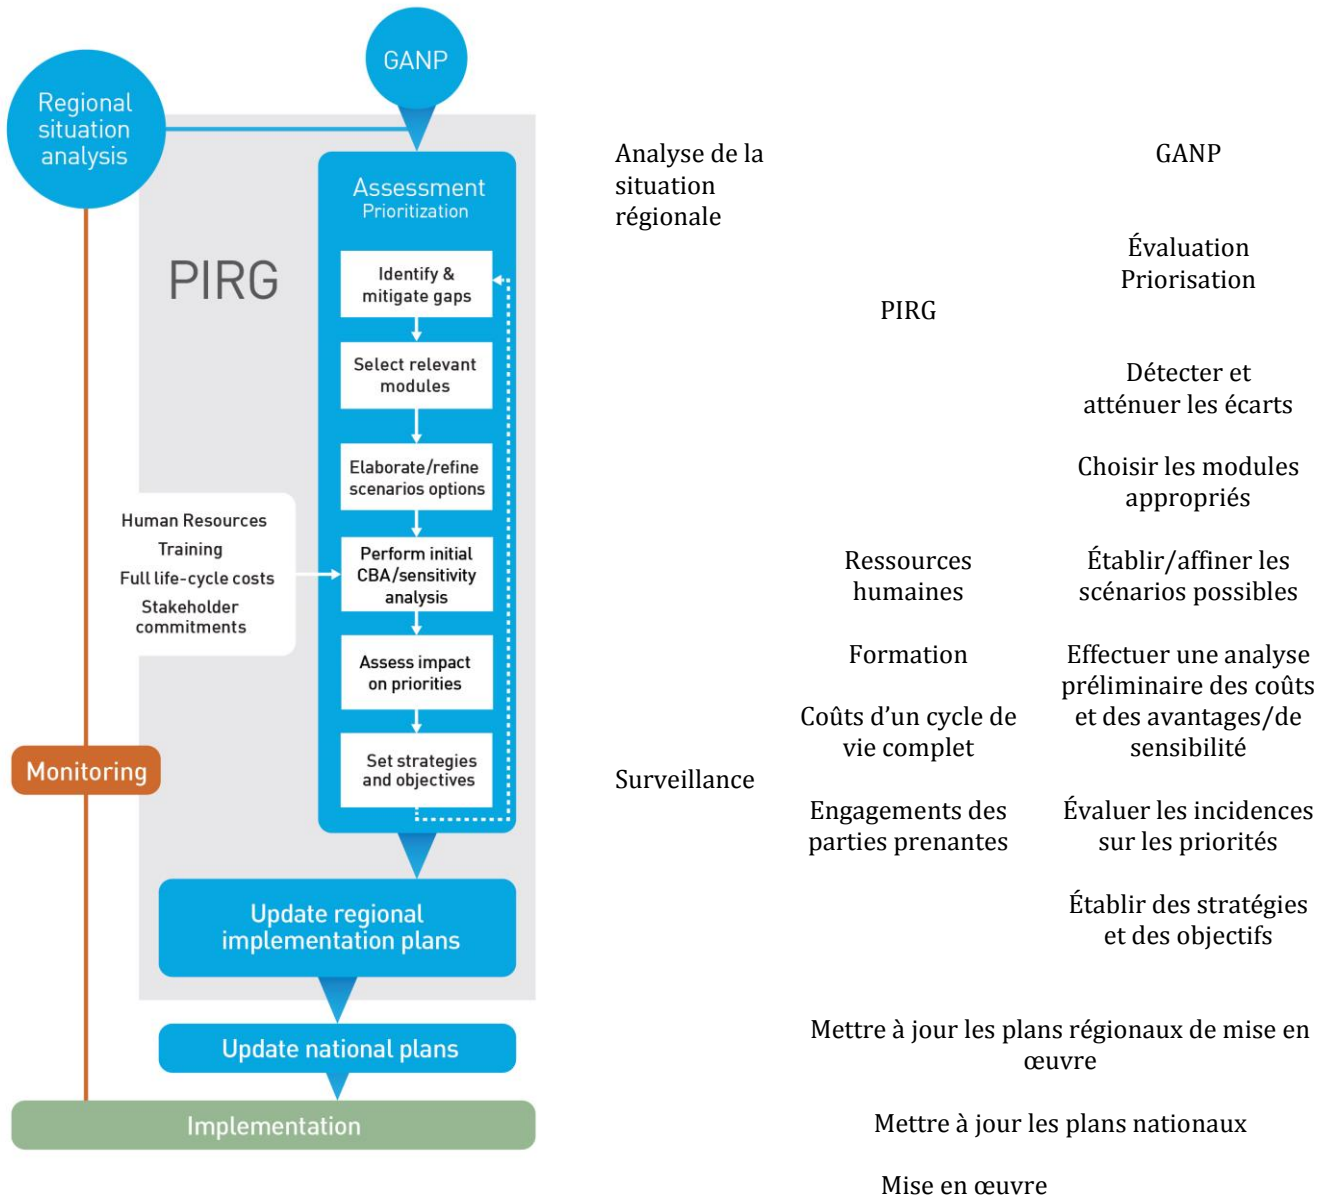 GANP
Regional
situation
analysis
Assessment
Prioritization
PIRG
Identify &
mitigate gaps
Select relevant
modules
Elaborate/refine
scenarios options
Human Resources
Training
Full life-cycle costs
Stakeholder
commitments
Perform initial
CBA/sensitivity
analysis
Assess impact
on priorities
Set strategies
and objectives
Monitoring
Update regional
implementation plans
Update national plans
Implementation
Analyse de la
situation
régionale
GANP
Évaluation
Priorisation
PIRG
Détecter et
atténuer les écarts
Choisir les modules
appropriés
Ressources
humaines
Établir/affiner les
scénarios possibles
Formation
Effectuer une analyse
préliminaire des coûts
et des avantages/de
sensibilité
Coûts d’un cycle de
vie complet
Surveillance
Engagements des
parties prenantes
Évaluer les incidences
sur les priorités
Établir des stratégies
et des objectifs
Mettre à jour les plans régionaux de mise en
œuvre
Mettre à jour les plans nationaux
Mise en œuvre